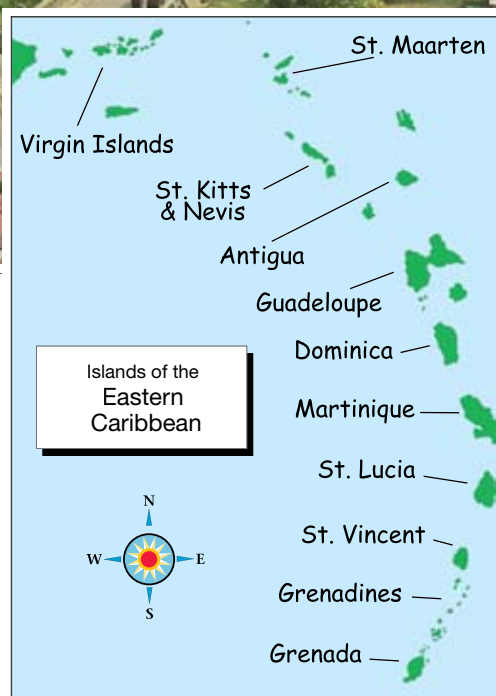 St. Maarten
Virgin Islands
St. Kitts
& Nevis
Antigua
Guadeloupe
Dominica
Islands of the
Eastern
Caribbean
Martinique
St. Lucia
N
St. Vincent
W
E
Grenadines
S
Grenada